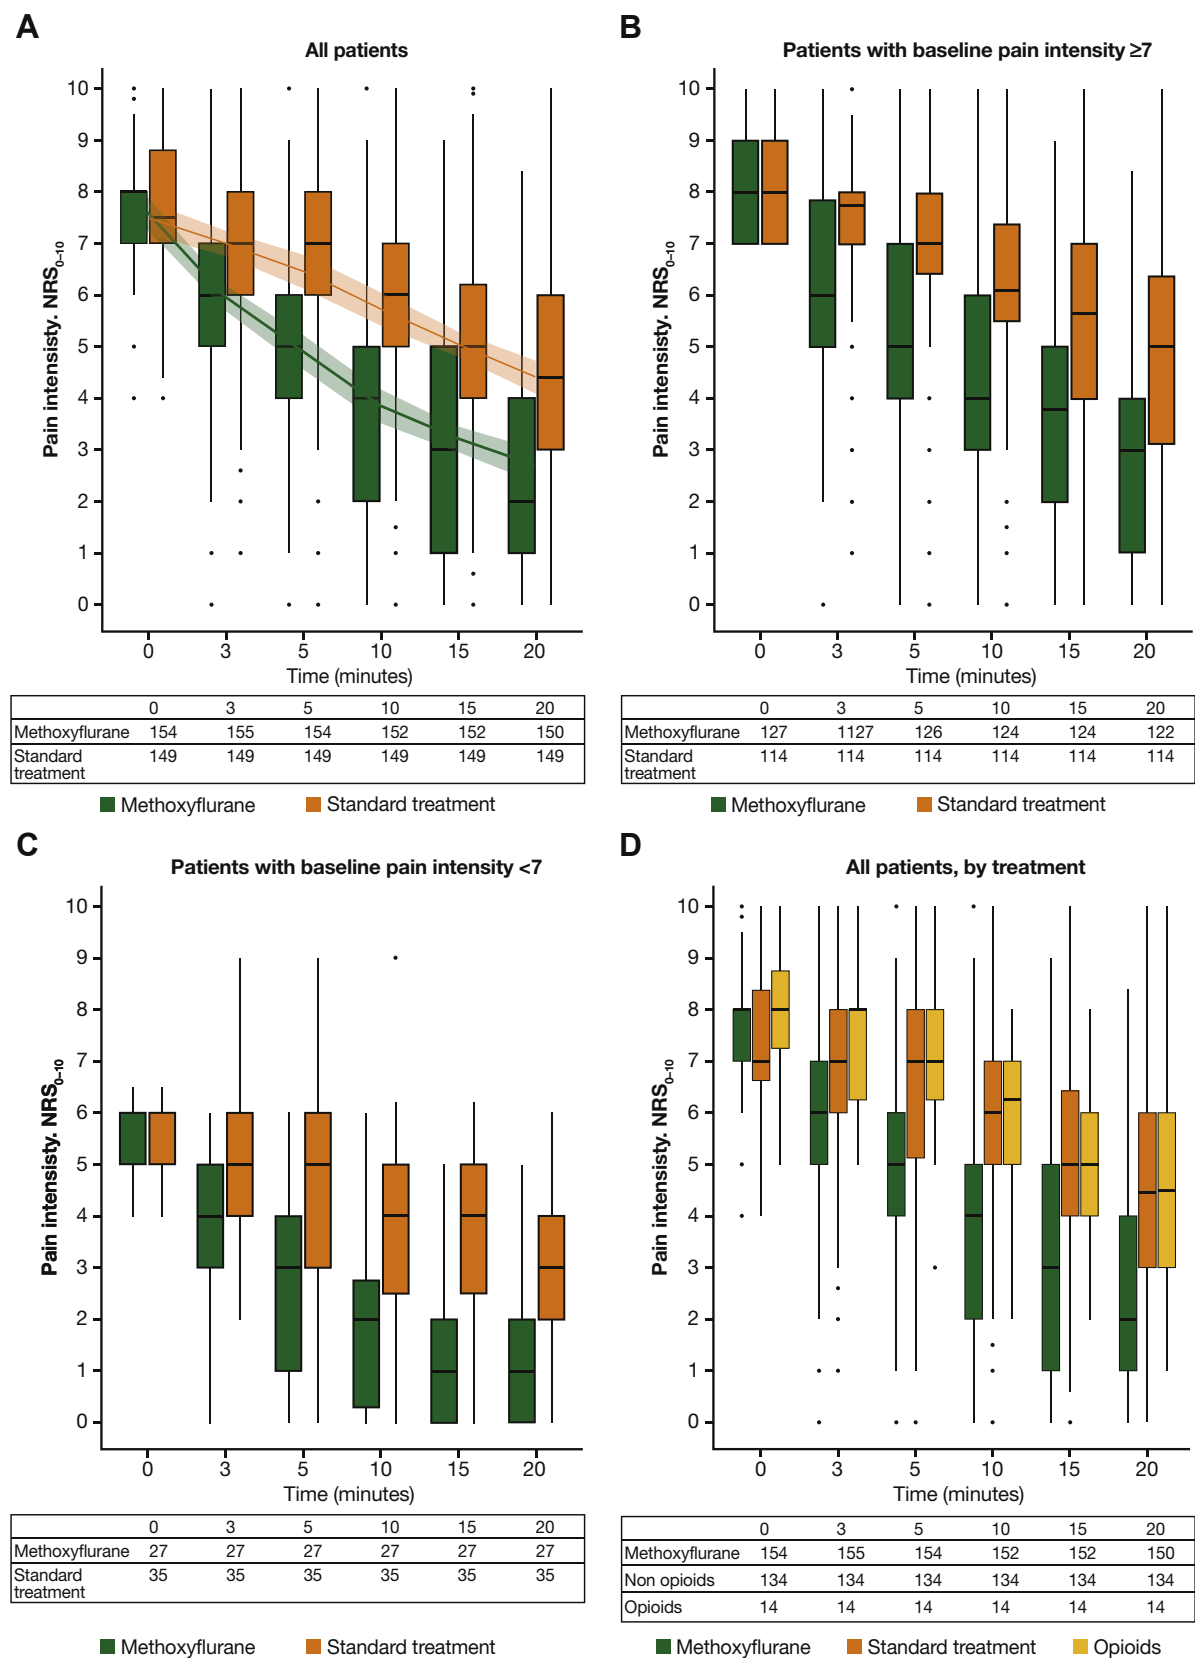 A
All patients
10
9
8
7
6
5
4
3
2
1
0
Pain intensisty. NRS0–10
0 3 5 10 15 20
Time (minutes)
0 3 5 10 15 20
Methoxyflurane 154 155 154 152 152 150
Standard treatment 149 149 149 149 149 149
Methoxyflurane Standard treatment
B
Patients with baseline pain intensity ≥7
10
9
8
7
6
5
4
3
2
1
0
Pain intensisty. NRS0–10
0 3 5 10 15 20
Time (minutes)
0 3 5 10 15 20
Methoxyflurane 127 1127 126 124 124 122
Standard treatment 114 114 114 114 114 114
Methoxyflurane Standard treatment
C
Patients with baseline pain intensity <7
10
9
8
7
6
5
4
3
2
1
0
Pain intensisty. NRS0–10
0 3 5 10 15 20
Time (minutes)
0 3 5 10 15 20
Methoxyflurane 27 27 27 27 27 27
Standard treatment 35 35 35 35 35 35
Methoxyflurane Standard treatment
D
All patients, by treatment
10
9
8
7
6
5
4
3
2
1
0
Pain intensisty. NRS0–10
0 3 5 10 15 20
Time (minutes)
0 3 5 10 15 20
Methoxyflurane 154 155 154 152 152 150
Non opioids 134 134 134 134 134 134
Opioids 14 14 14 14 14 14
Methoxyflurane Standard treatment Opioids